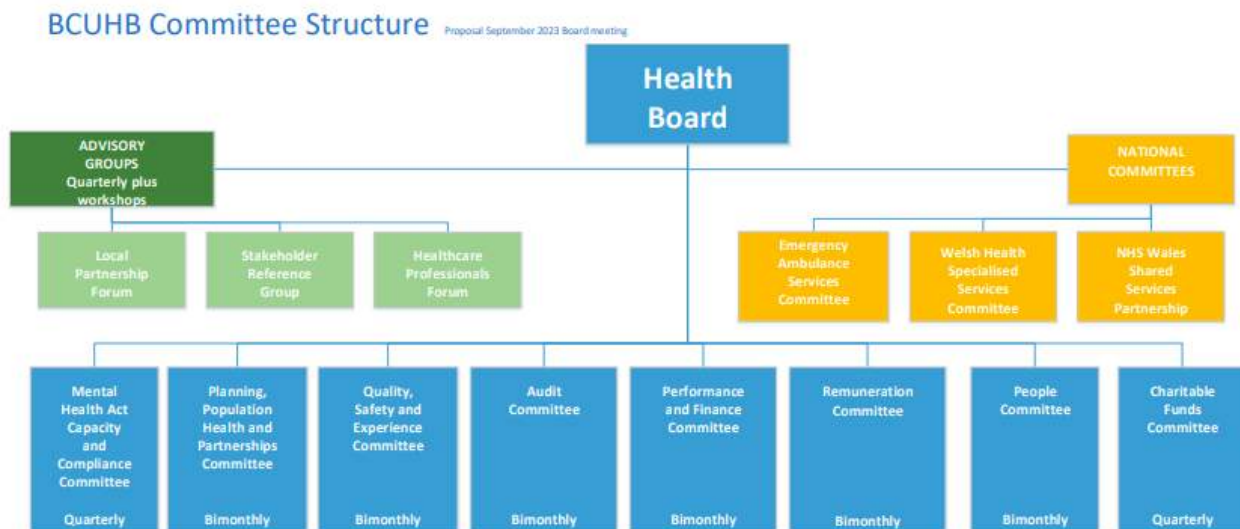 BCUHB Committee Structure Proposal September 2023 Board meeting
Health
Board
ADVISORY
GROUPS
Quarterly plus
workshops
NATIONAL
COMMITTEES
Local
Partnership
Forum
Stakeholder
Reference
Group
Healthcare
Professionals
Forum
Emergency
Ambulance
Services
Committee
Welsh Health
Specialised
Services
Committee
NHS Wales
Shared
Services
Partnership
Mental
Health Act
Capacity
and
Compliance
Committee
Quarterly
Planning,
Population
Health and
Partnerships
Committee
Bimonthly
Quality,
Safety and
Experience
Committee
Bimonthly
Audit
Committee
Bimonthly
Performance
and Finance
Committee
Bimonthly
Remuneration
Committee
Bimonthly
People
Committee
Bimonthly
Charitable
Funds
Committee
Quarterly